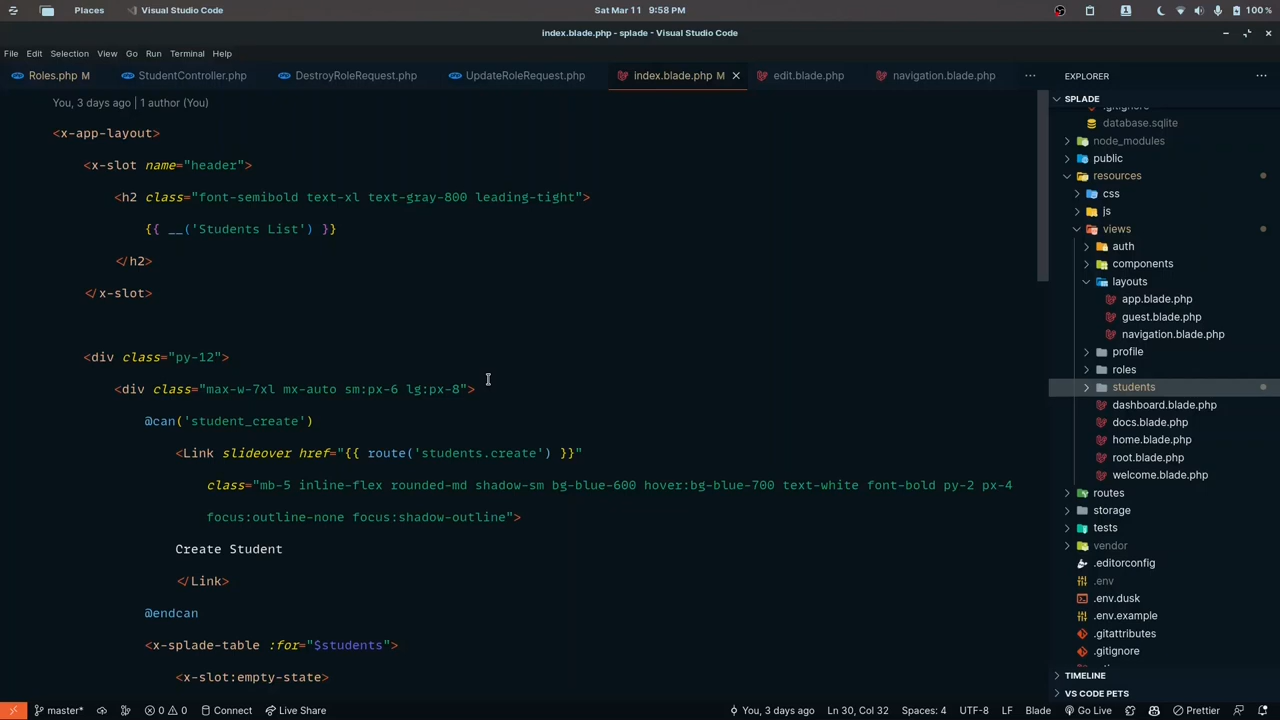 Places
Visual Studio Code
Sat Mar 11 9:58 PM
1
100 %
index.blade.php - splade - Visual Studio Code
File Edit Selection View Go Run Terminal Help
Roles.php M
StudentController.php
DestroyRoleRequest.php
UpdateRoleRequest.php
index.blade.php M
edit.blade.php
navigation.blade.php
You, 3 days ago | 1 author (You)
<x-app-layout>
<x-slot name="header">
<h2 class="font-semibold text-xl text-gray-800 leading-tight">
{{ __('Students List') }}
</h2>
</x-slot>
<div class="py-12">
<div class="max-w-7xl mx-auto sm:px-6 lg:px-8">
@can('student_create')
<Link slideover href="{{ route('students.create') }}"
class="mb-5 inline-flex rounded-md shadow-sm bg-blue-600 hover:bg-blue-700 text-white font-bold py-2 px-4
focus:outline-none focus:shadow-outline">
Create Student
</Link>
@endcan
<x-splade-table :for="$students">
<x-slot:empty-state>
EXPLORER
SPLADE
database.sqlite
node_modules
public
resources
css
js
views
auth
components
layouts
app.blade.php
guest.blade.php
navigation.blade.php
profile
roles
students
dashboard.blade.php
docs.blade.php
home.blade.php
root.blade.php
welcome.blade.php
routes
storage
tests
vendor
.editorconfig
.env
.env.dusk
.env.example
.gitattributes
.gitignore
TIMELINE
VS CODE PETS
master*
0
0
Connect
Live Share
You, 3 days ago
Ln 30, Col 32
Spaces: 4
UTF-8
LF
Blade
Go Live
Prettier